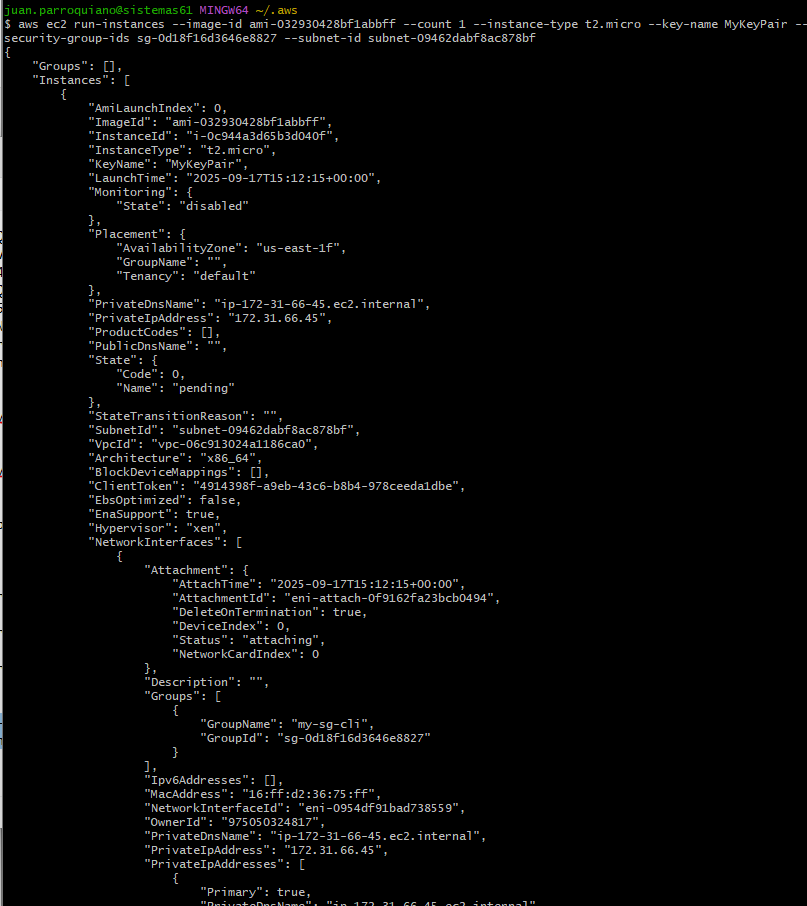 juan.parroquiano@sistemas61 MINGW64 ~/.aws
$ aws ec2 run-instances --image-id ami-032930428bf1abbff --count 1 --instance-type t2.micro --key-name MyKeyPair --
security-group-ids sg-0d18f16d3646e8827 --subnet-id subnet-09462dabf8ac878bf
{
    "Groups": [],
    "Instances": [
        {
            "AmiLaunchIndex": 0,
            "ImageId": "ami-032930428bf1abbff",
            "InstanceId": "i-0c944a3d65b3d040f",
            "InstanceType": "t2.micro",
            "KeyName": "MyKeyPair",
            "LaunchTime": "2025-09-17T15:12:15+00:00",
            "Monitoring": {
                "State": "disabled"
            },
            "Placement": {
                "AvailabilityZone": "us-east-1f",
                "GroupName": "",
                "Tenancy": "default"
            },
            "PrivateDnsName": "ip-172-31-66-45.ec2.internal",
            "PrivateIpAddress": "172.31.66.45",
            "ProductCodes": [],
            "PublicDnsName": "",
            "State": {
                "Code": 0,
                "Name": "pending"
            },
            "StateTransitionReason": "",
            "SubnetId": "subnet-09462dabf8ac878bf",
            "VpcId": "vpc-06c913024a1186ca0",
            "Architecture": "x86_64",
            "BlockDeviceMappings": [],
            "ClientToken": "4914398f-a9eb-43c6-b8b4-978ceeda1dbe",
            "EbsOptimized": false,
            "EnaSupport": true,
            "Hypervisor": "xen",
            "NetworkInterfaces": [
                {
                    "Attachment": {
                        "AttachTime": "2025-09-17T15:12:15+00:00",
                        "AttachmentId": "eni-attach-0f9162fa23bcb0494",
                        "DeleteOnTermination": true,
                        "DeviceIndex": 0,
                        "Status": "attaching",
                        "NetworkCardIndex": 0
                    },
                    "Description": "",
                    "Groups": [
                        {
                            "GroupName": "my-sg-cli",
                            "GroupId": "sg-0d18f16d3646e8827"
                        }
                    ],
                    "Ipv6Addresses": [],
                    "MacAddress": "16:ff:d2:36:75:ff",
                    "NetworkInterfaceId": "eni-0954df91bad738559",
                    "OwnerId": "975050324817",
                    "PrivateDnsName": "ip-172-31-66-45.ec2.internal",
                    "PrivateIpAddress": "172.31.66.45",
                    "PrivateIpAddresses": [
                        {
                            "Primary": true,
                            "PrivateDnsName": "ip-172-31-66-45.ec2.internal",